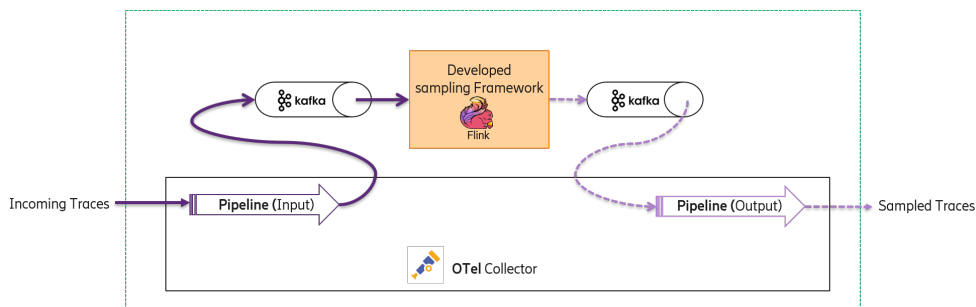 Developed
sampling Framework
kafka
kafka
Flink
Incoming Traces
Pipeline (Input)
Pipeline (Output)
Sampled Traces
OTel Collector